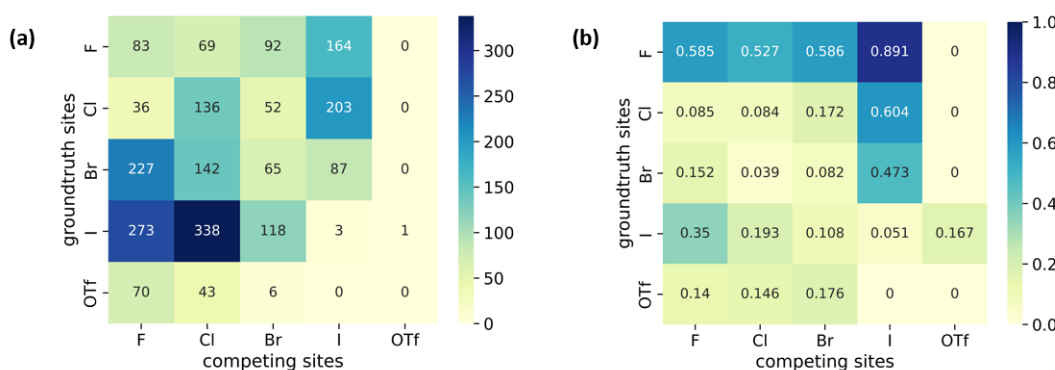 (a)
groundtruth sites
F
83 69 92 164 0
Cl
36 136 52 203 0
Br
227 142 65 87 0
I
273 338 118 3 1
OTf
70 43 6 0 0
F Cl Br I OTf
competing sites
300
250
200
150
100
50
0
(b)
groundtruth sites
F
0.585 0.527 0.586 0.891 0
Cl
0.085 0.084 0.172 0.604 0
Br
0.152 0.039 0.082 0.473 0
I
0.35 0.193 0.108 0.051 0.167
OTf
0.14 0.146 0.176 0 0
F Cl Br I OTf
competing sites
1.0
0.8
0.6
0.4
0.2
0.0